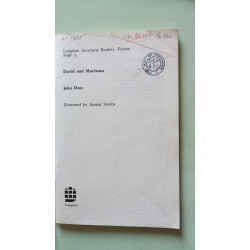 Longman Structural Readers: Fiction
Stage 3
David and Marianne
John Dent
Illustrated by Joanna Stubbs
Longman